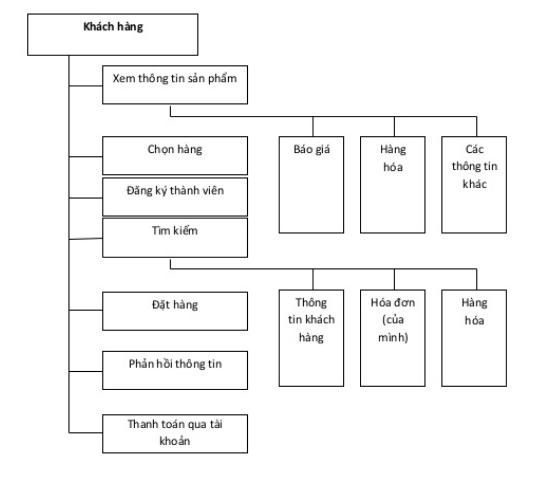 Khách hàng
Xem thông tin sản phẩm
Chọn hàng
Báo giá
Hàng
hóa
Các
thông tin
khác
Đăng ký thành viên
Tìm kiếm
Đặt hàng
Thông
tin khách
hàng
Hóa đơn
(của
mình)
Hàng
hóa
Phản hồi thông tin
Thanh toán qua tài
khoản